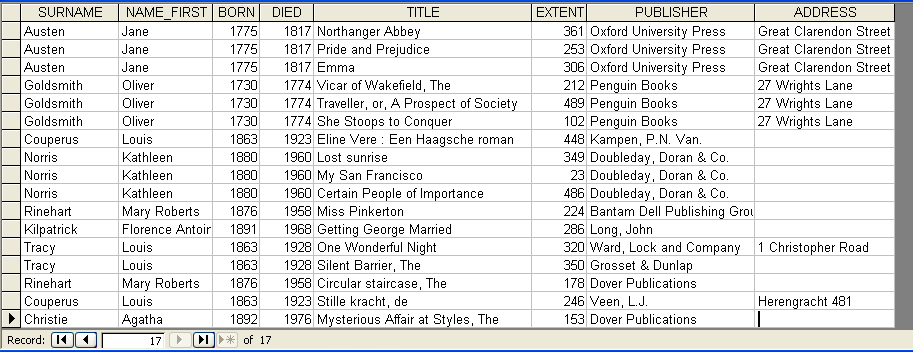 SURNAME NAME_FIRST BORN DIED TITLE EXTENT PUBLISHER ADDRESS
Austen Jane 1775 1817 Northanger Abbey 361 Oxford University Press Great Clarendon Street
Austen Jane 1775 1817 Pride and Prejudice 253 Oxford University Press Great Clarendon Street
Austen Jane 1775 1817 Emma 306 Oxford University Press Great Clarendon Street
Goldsmith Oliver 1730 1774 Vicar of Wakefield, The 212 Penguin Books 27 Wrights Lane
Goldsmith Oliver 1730 1774 Traveller, or, A Prospect of Society 489 Penguin Books 27 Wrights Lane
Goldsmith Oliver 1730 1774 She Stoops to Conquer 102 Penguin Books 27 Wrights Lane
Couperus Louis 1863 1923 Eline Vere : Een Haagsche roman 448 Kampen, P.N. Van.
Norris Kathleen 1880 1960 Lost sunrise 349 Doubleday, Doran & Co.
Norris Kathleen 1880 1960 My San Francisco 23 Doubleday, Doran & Co.
Norris Kathleen 1880 1960 Certain People of Importance 486 Doubleday, Doran & Co.
Rinehart Mary Roberts 1876 1958 Miss Pinkerton 224 Bantam Dell Publishing Grou
Kilpatrick Florence Antoir 1891 1968 Getting George Married 286 Long, John
Tracy Louis 1863 1928 One Wonderful Night 320 Ward, Lock and Company 1 Christopher Road
Tracy Louis 1863 1928 Silent Barrier, The 350 Grosset & Dunlap
Rinehart Mary Roberts 1876 1958 Circular staircase, The 178 Dover Publications
Couperus Louis 1863 1923 Stille kracht, de 246 Veen, L.J. Herengracht 481
Christie Agatha 1892 1976 Mysterious Affair at Styles, The 153 Dover Publications
Record: 17 of 17